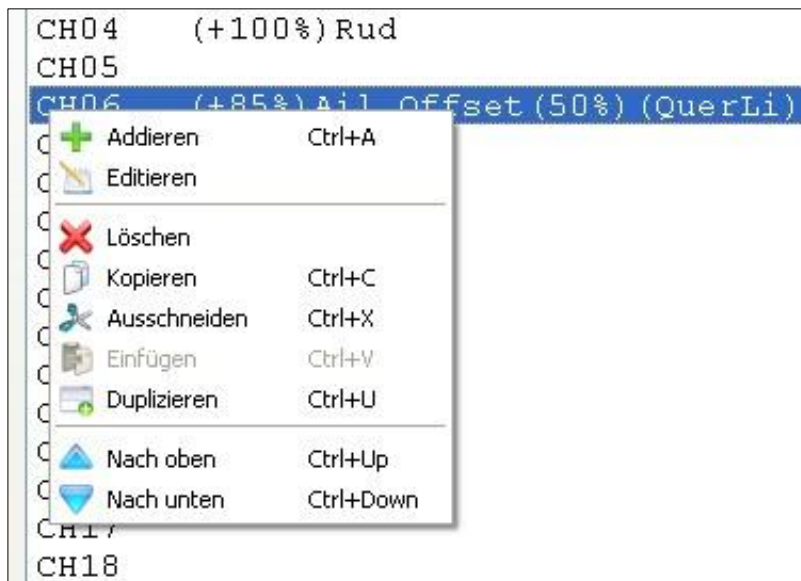 CH04 (+100%)Rud
CH05
CH06 (+85%)Ail Offset(50%)(QuerLi)
Addieren Ctrl+A
Editieren
Löschen
Kopieren Ctrl+C
Ausschneiden Ctrl+X
Einfügen Ctrl+V
Duplizieren Ctrl+U
Nach oben Ctrl+Up
Nach unten Ctrl+Down
CH17
CH18